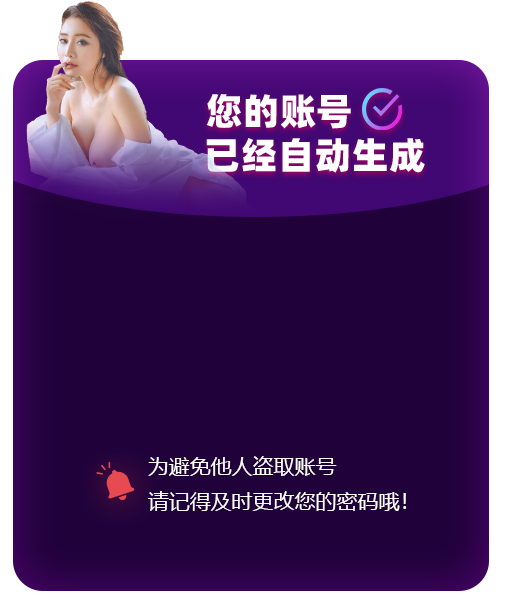 您的账号
已经自动生成
为避免他人盗取账号
请记得及时更改您的密码哦!